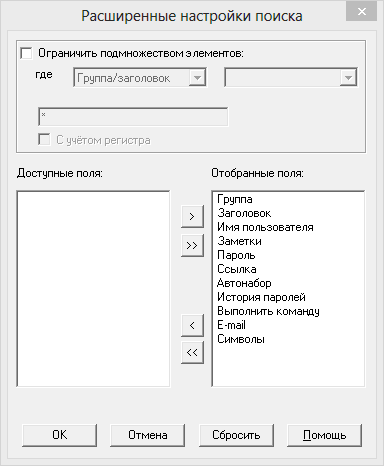 Расширенные настройки поиска
Ограничить подмножеством элементов:
где Группа/заголовок
*
С учётом регистра
Доступные поля: Отобранные поля:
Группа
Заголовок
Имя пользователя
Заметки
Пароль
Ссылка
Автонабор
История паролей
Выполнить команду
E-mail
Символы
>
>>
<
<<
OK Отмена Сбросить Помощь